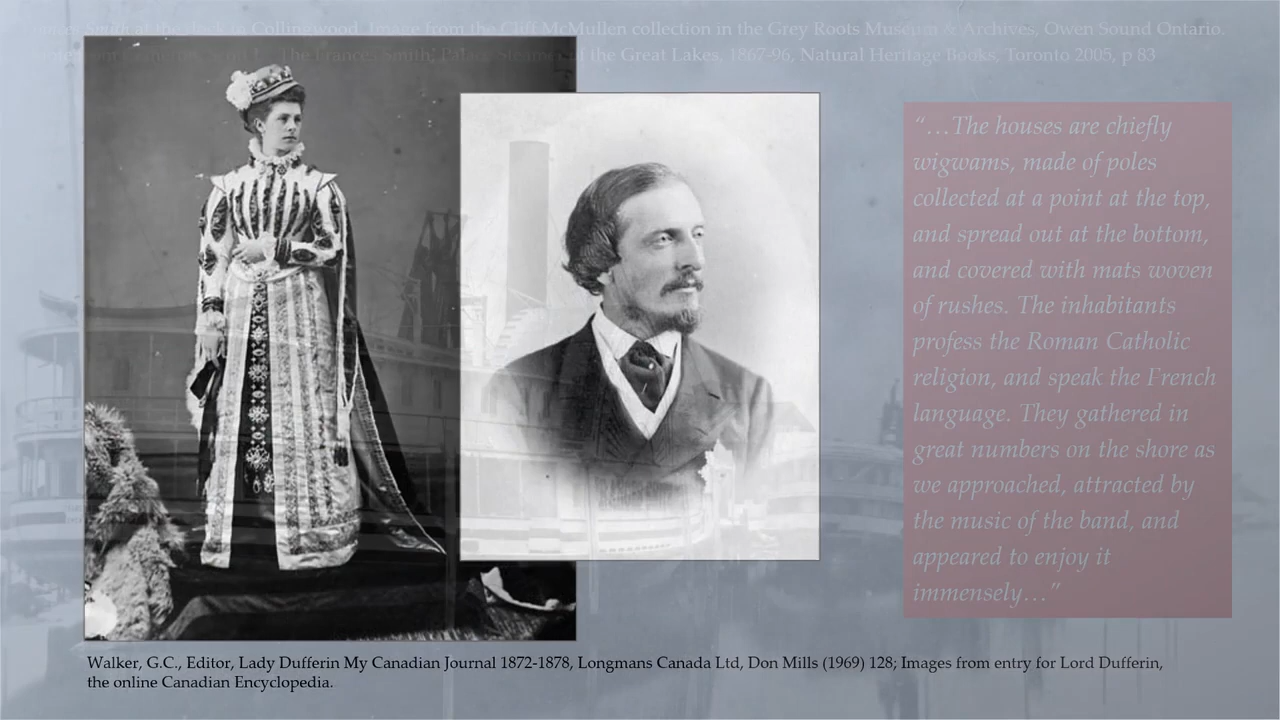 Smith at the dock in Collingwood. Image from the Cliff McMullen collection in the Grey Roots Museum & Archives, Owen Sound Ontario.
The Frances Smith, Palace Steamer of the Great Lakes, 1867-96, Natural Heritage Books, Toronto 2005, p 83
“…The houses are chiefly
wigwams, made of poles
collected at a point at the top,
and spread out at the bottom,
and covered with mats woven
of rushes. The inhabitants
profess the Roman Catholic
religion, and speak the French
language. They gathered in
great numbers on the shore as
we approached, attracted by
the music of the band, and
appeared to enjoy it
immensely…”
Walker, G.C., Editor, Lady Dufferin My Canadian Journal 1872-1878, Longmans Canada Ltd, Don Mills (1969) 128; Images from entry for Lord Dufferin,
the online Canadian Encyclopedia.